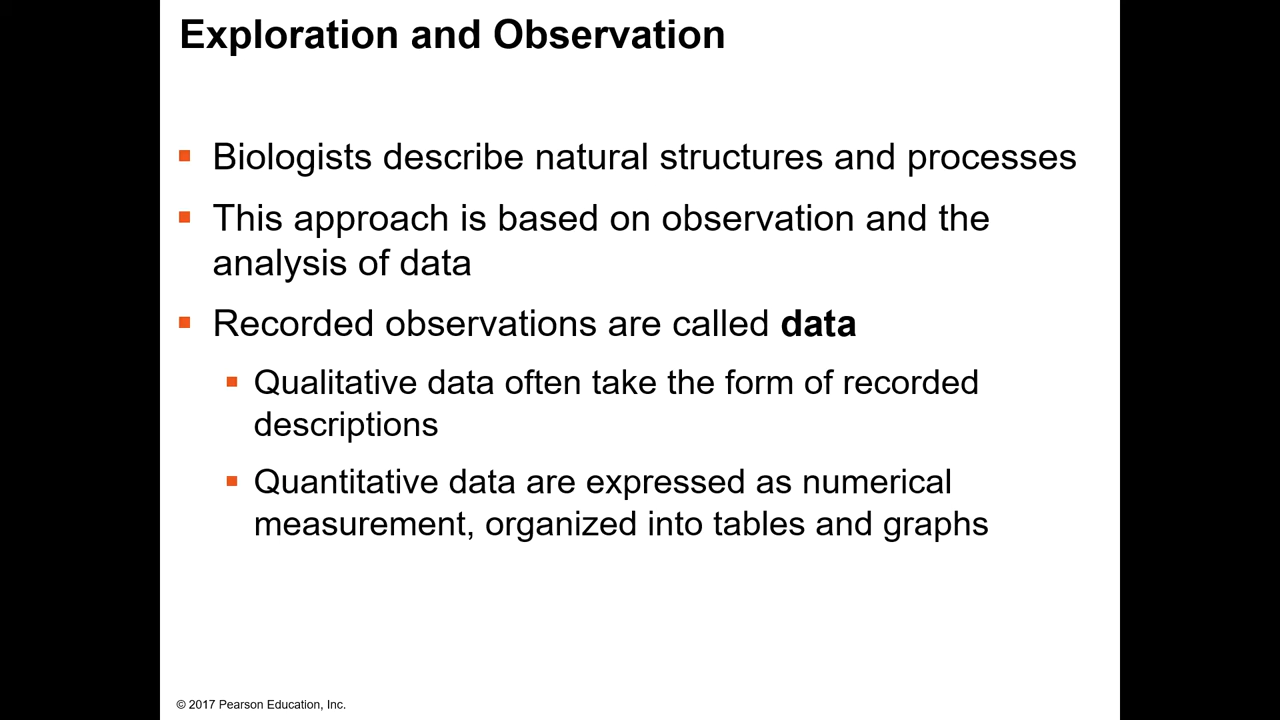 Exploration and Observation
Biologists describe natural structures and processes
This approach is based on observation and the
analysis of data
Recorded observations are called data
Qualitative data often take the form of recorded
descriptions
Quantitative data are expressed as numerical
measurement, organized into tables and graphs
© 2017 Pearson Education, Inc.